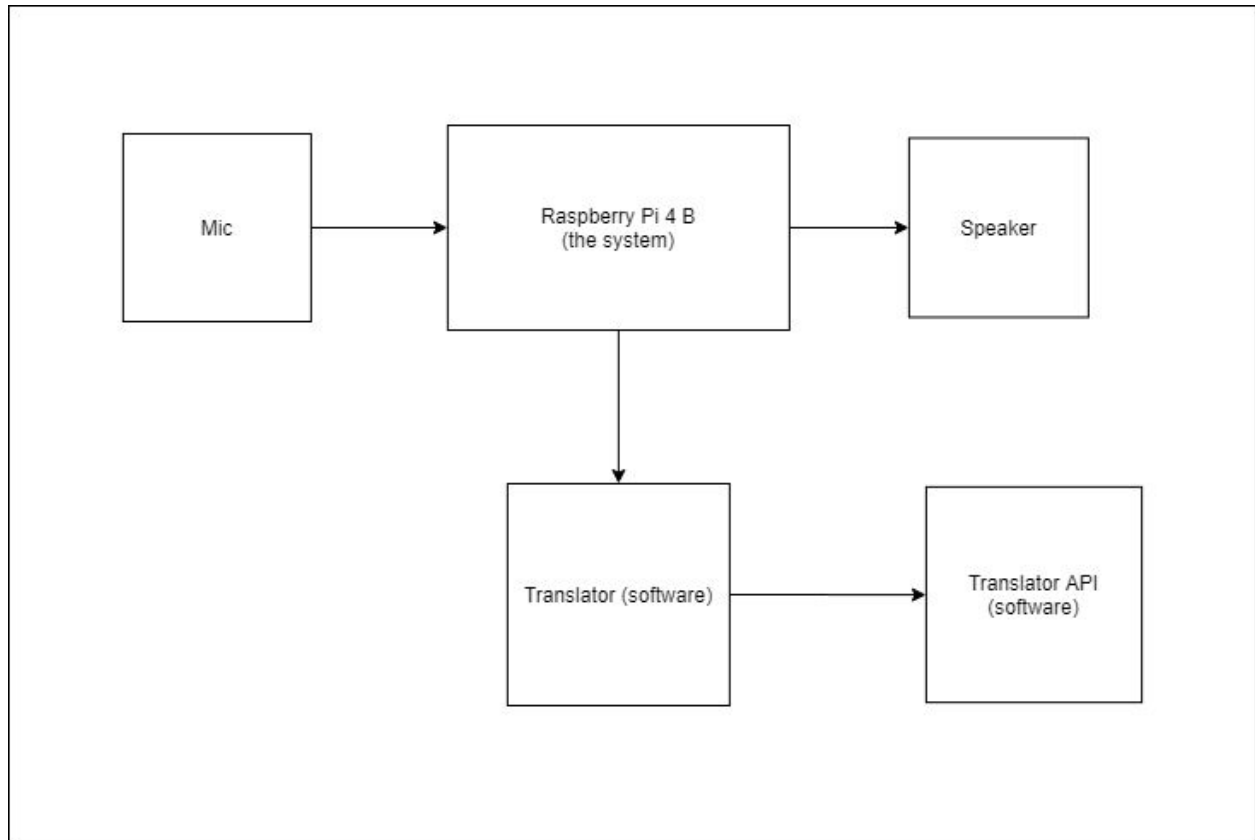 Mic
Raspberry Pi 4 B
(the system)
Speaker
Translator (software)
Translator API
(software)